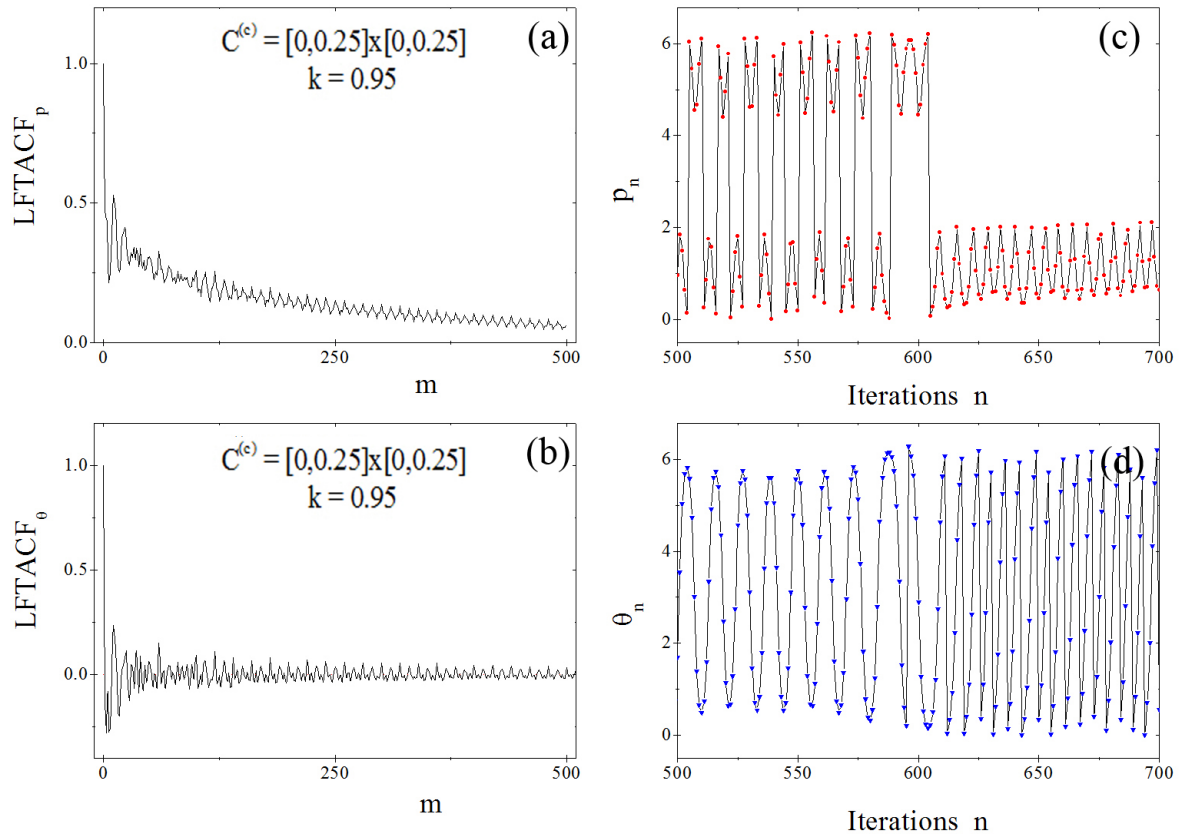 (a)
C^(c) = [0,0.25]x[0,0.25]
k = 0.95
LFTACF_p
1.0
0.5
0.0
0
250
500
m
(c)
p_n
6
4
2
0
500
550
600
650
700
Iterations n
(b)
C^(c) = [0,0.25]x[0,0.25]
k = 0.95
LFTACF_θ
1.0
0.5
0.0
0
250
500
m
(d)
θ_n
6
4
2
0
500
550
600
650
700
Iterations n